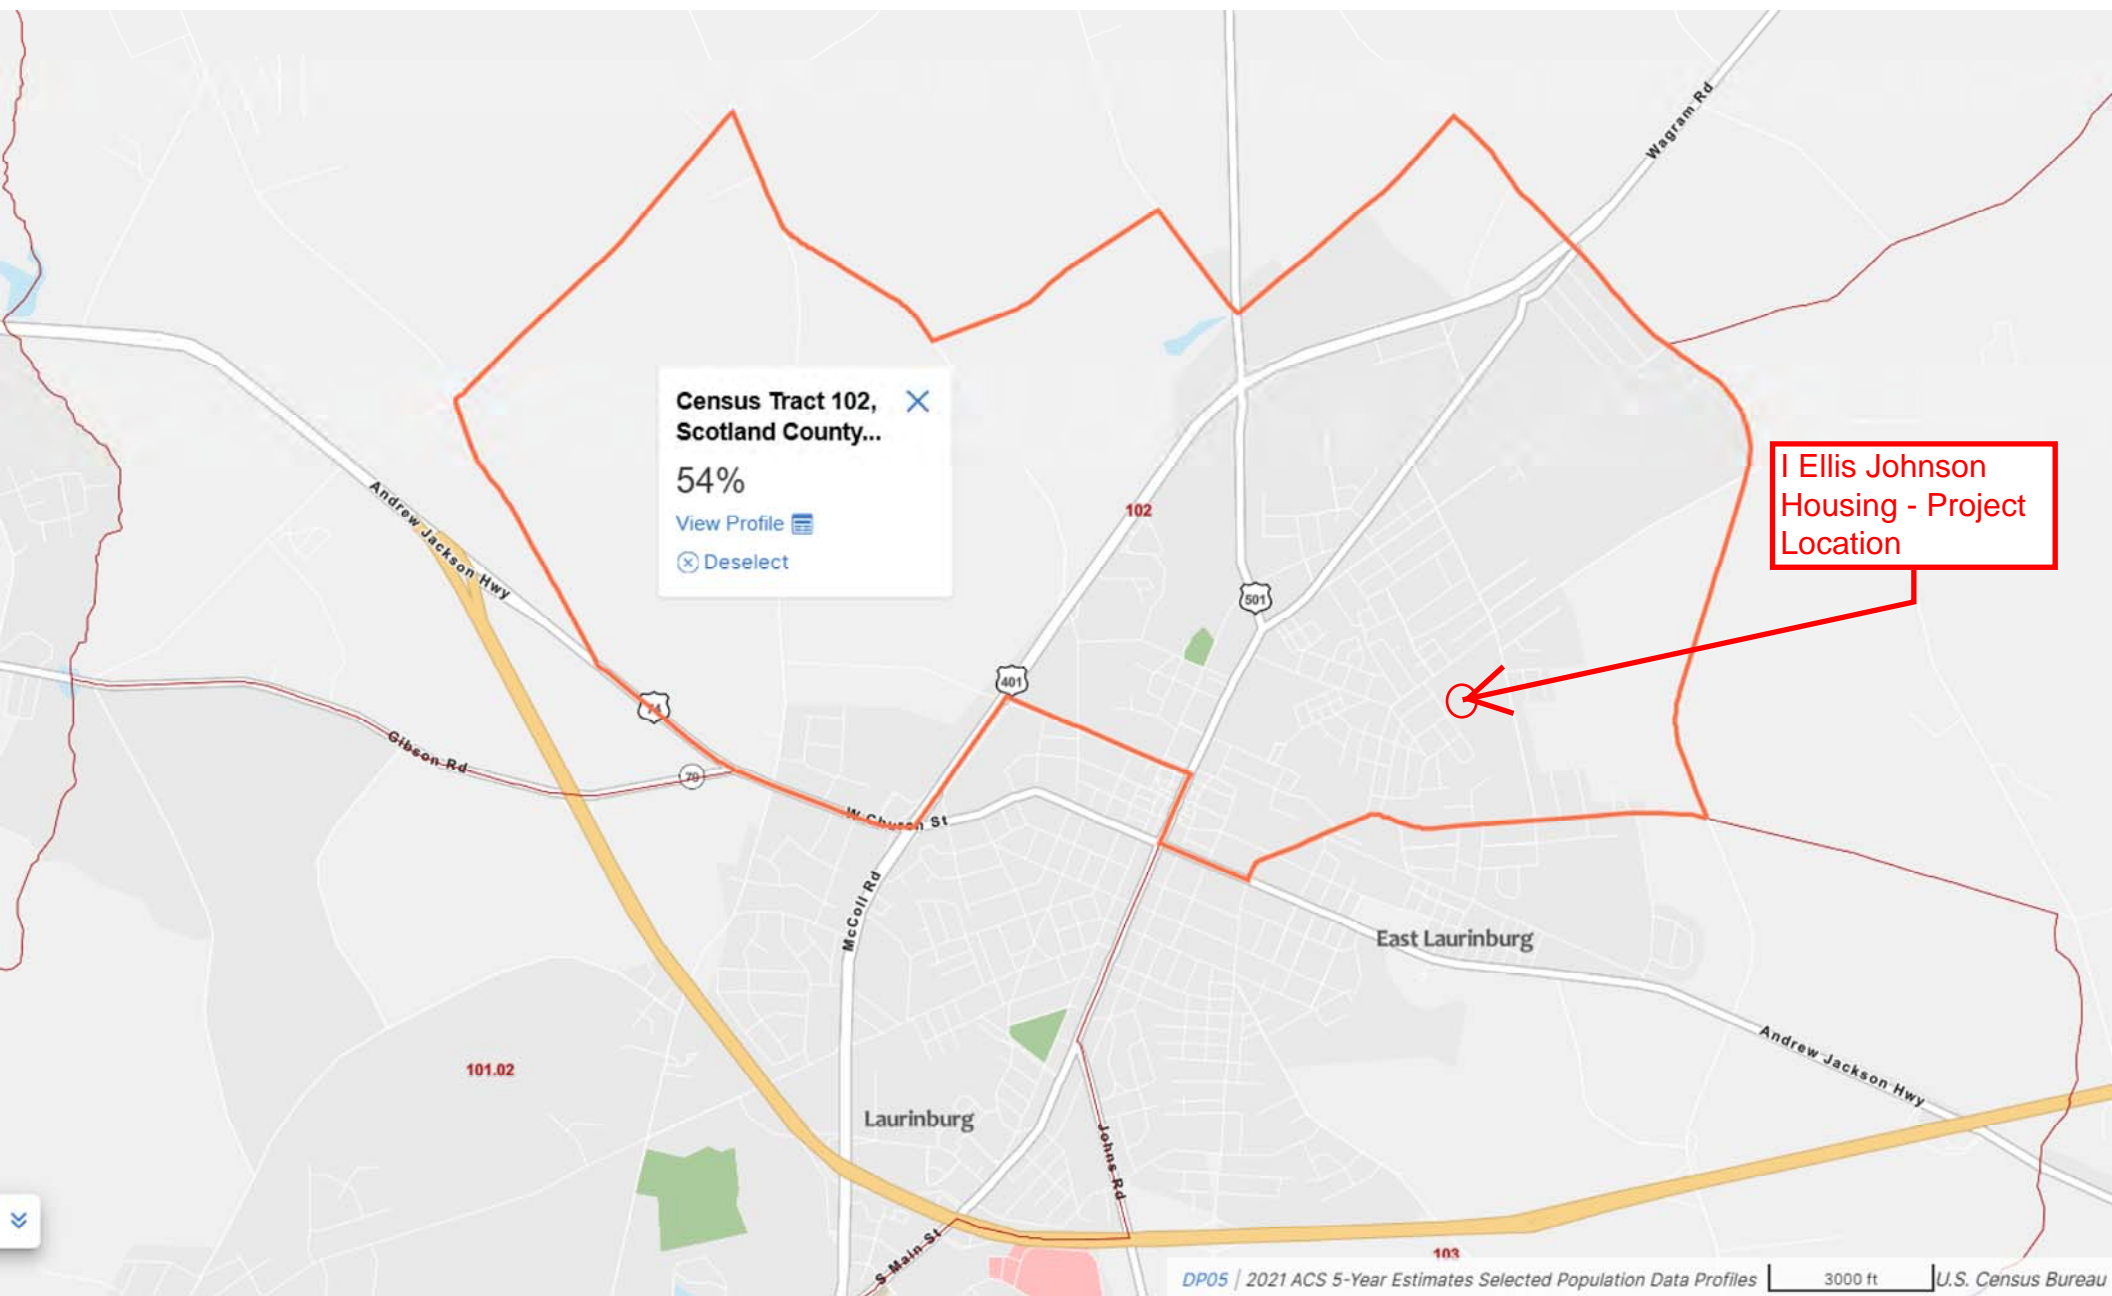 Wagram Rd
Census Tract 102,
Scotland County...
54%
View Profile
Deselect
I Ellis Johnson
Housing - Project
Location
102
Andrew Jackson Hwy
501
401
74
Gibson Rd
79
W Church St
McColl Rd
East Laurinburg
Andrew Jackson Hwy
101.02
Laurinburg
Johns Rd
S Main St
103
DP05 | 2021 ACS 5-Year Estimates Selected Population Data Profiles
3000 ft
U.S. Census Bureau